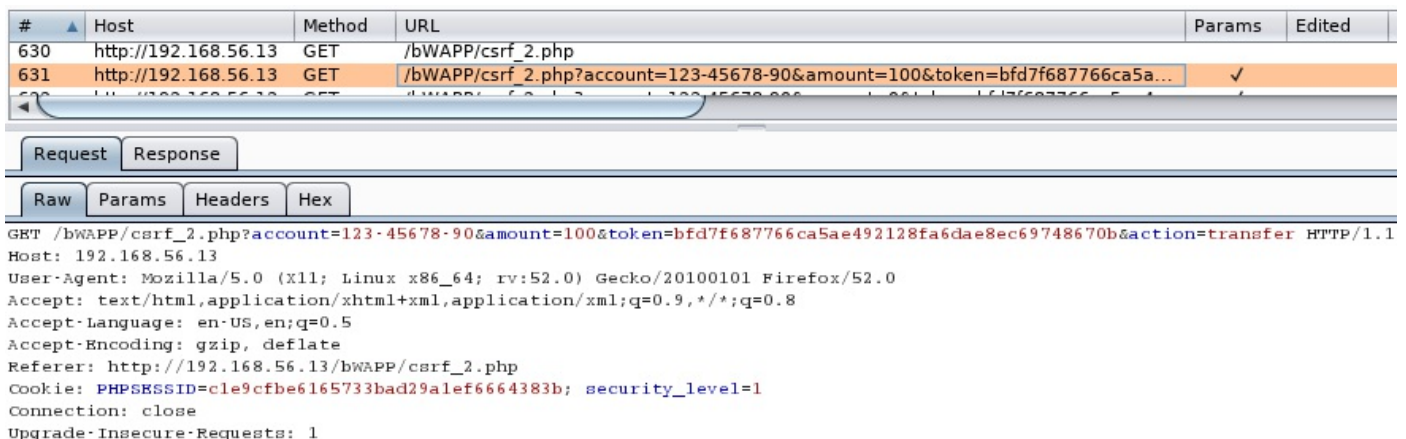 # Host Method URL Params Edited
630 http://192.168.56.13 GET /bWAPP/csrf_2.php
631 http://192.168.56.13 GET /bWAPP/csrf_2.php?account=123-45678-90&amount=100&token=bfd7f687766ca5a... ✓
Request Response
Raw Params Headers Hex
GET /bWAPP/csrf_2.php?account=123-45678-90&amount=100&token=bfd7f687766ca5ae492128fa6dae8ec69748670b&action=transfer HTTP/1.1
Host: 192.168.56.13
User-Agent: Mozilla/5.0 (X11; Linux x86_64; rv:52.0) Gecko/20100101 Firefox/52.0
Accept: text/html,application/xhtml+xml,application/xml;q=0.9,*/*;q=0.8
Accept-Language: en-US,en;q=0.5
Accept-Encoding: gzip, deflate
Referer: http://192.168.56.13/bWAPP/csrf_2.php
Cookie: PHPSESSID=c1e9cfbe6165733bad29a1ef6664383b; security_level=1
Connection: close
Upgrade-Insecure-Requests: 1